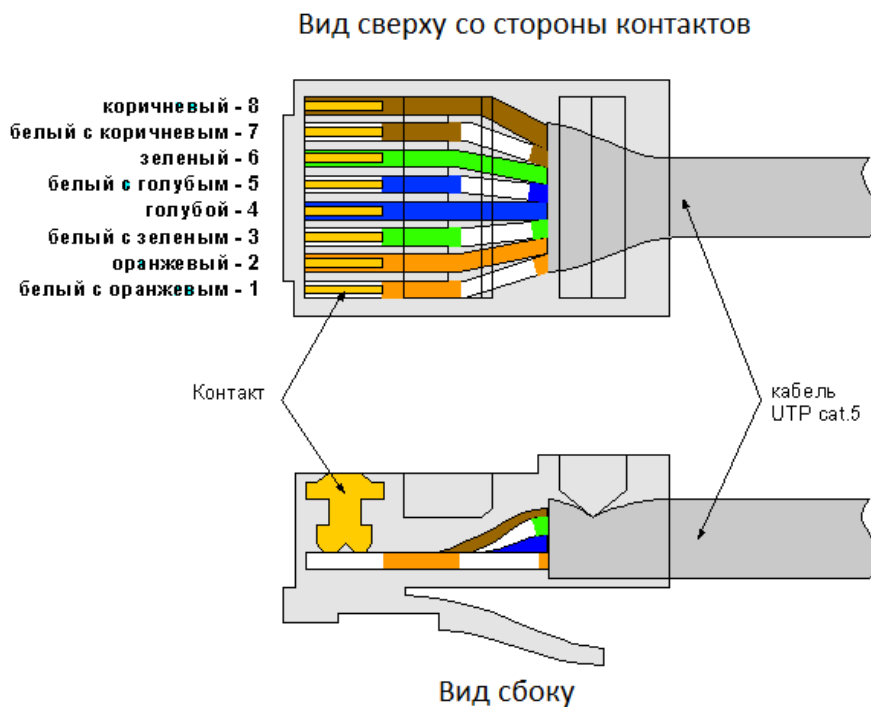 Вид сверху со стороны контактов
коричневый - 8
белый с коричневым - 7
зеленый - 6
белый с голубым - 5
голубой - 4
белый с зеленым - 3
оранжевый - 2
белый с оранжевым - 1
Контакт
кабель
UTP cat.5
Вид сбоку